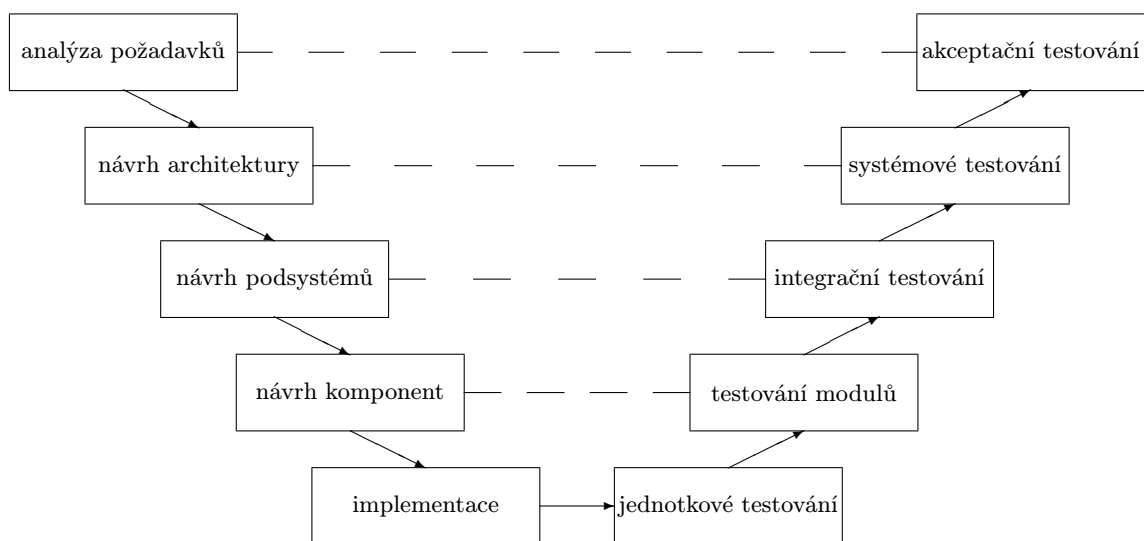 analýza požadavků
akceptační testování
návrh architektury
systémové testování
návrh podsystémů
integrační testování
návrh komponent
testování modulů
implementace
jednotkové testování